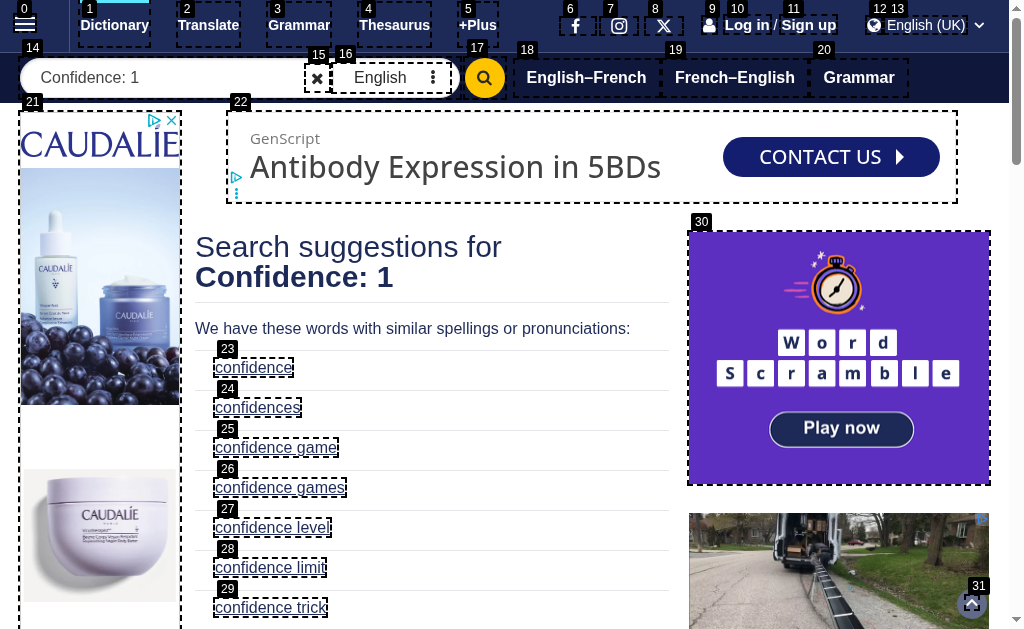 0 1 2 3 4 5 6 7 8 9 10 11 12 13
Dictionary Translate Grammar Thesaurus +Plus Log in / Sign up English (UK)
14 15 16 17 18 19 20
Confidence: 1 English English–French French–English Grammar
21 22
CAUDALÍE
GenScript
Antibody Expression in 5BDs
CONTACT US
30
Search suggestions for
Confidence: 1
We have these words with similar spellings or pronunciations:
23
confidence
24
confidences
25
confidence game
26
confidence games
27
confidence level
28
confidence limit
29
confidence trick
CAUDALÍE
CAUDALÍE
CAUDALÍE
Word
Scramble
Play now
31